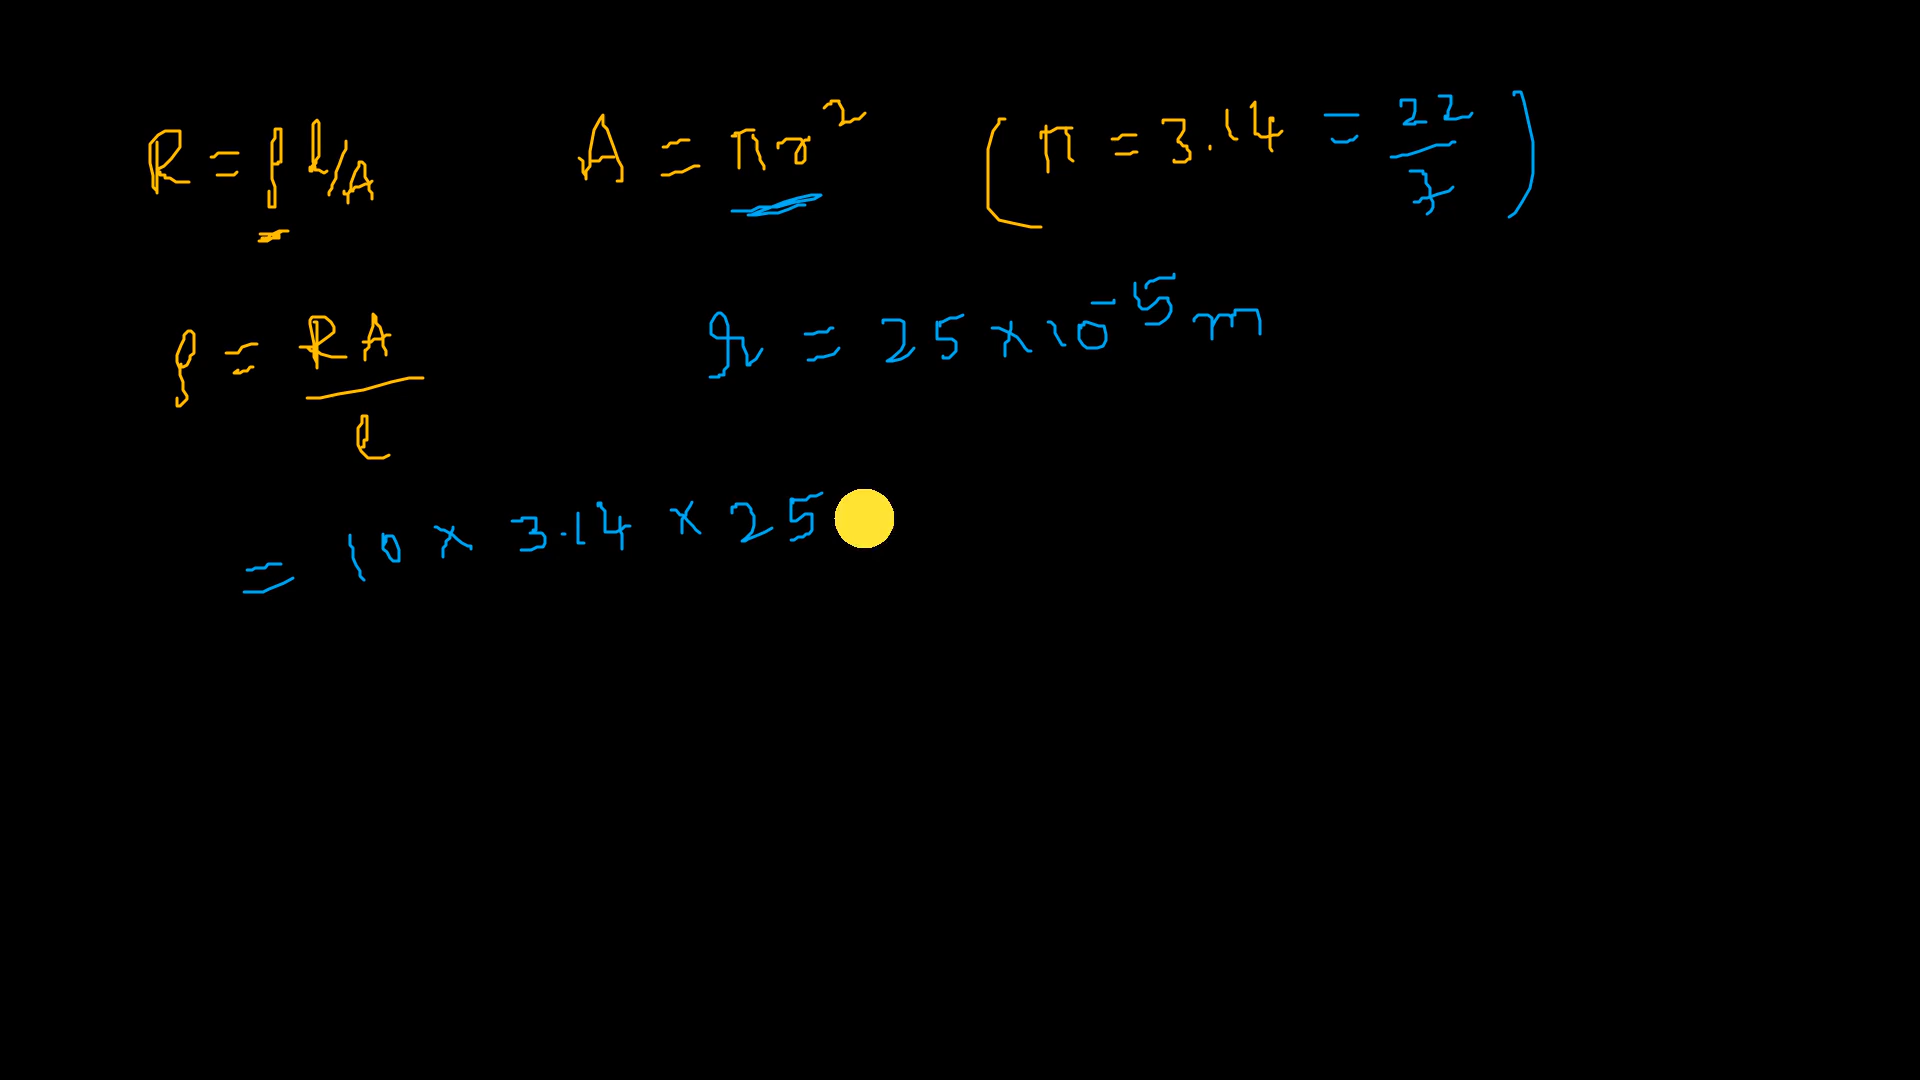 R = ρ l/A A = πr² (π = 3.14 = 22/7)
ρ = RA/l r = 25 × 10⁻⁵ m
= 10 × 3.14 × 25